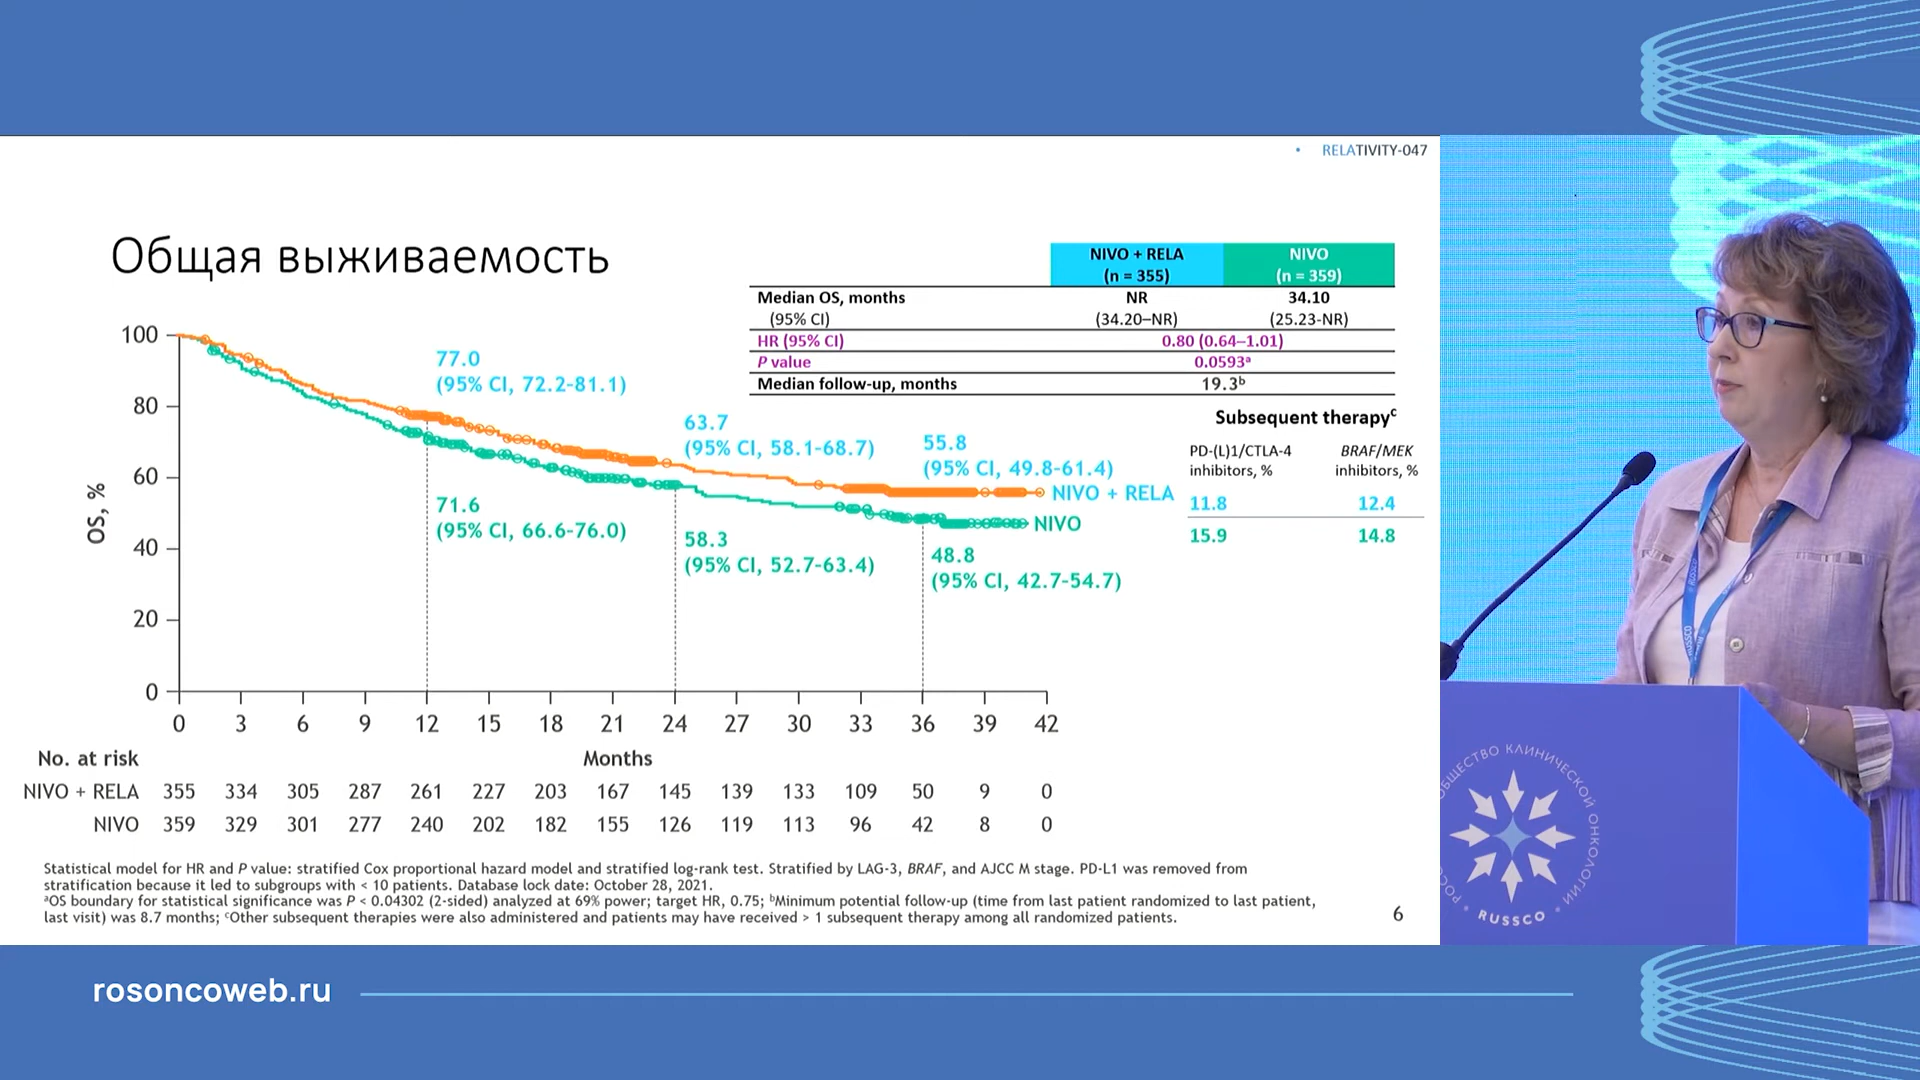 • RELATIVITY-047
Общая выживаемость
NIVO + RELA (n = 355)
NIVO (n = 359)
Median OS, months (95% CI)
NR (34.20–NR)
34.10 (25.23-NR)
HR (95% CI) 0.80 (0.64–1.01)
P value 0.0593ᵃ
Median follow-up, months 19.3ᵇ
Subsequent therapyᶜ
PD-(L)1/CTLA-4 inhibitors, %
BRAF/MEK inhibitors, %
11.8 12.4
15.9 14.8
OS, %
100
80
60
40
20
0
77.0
(95% CI, 72.2-81.1)
63.7
(95% CI, 58.1-68.7)
55.8
(95% CI, 49.8-61.4)
NIVO + RELA
NIVO
71.6
(95% CI, 66.6-76.0)
58.3
(95% CI, 52.7-63.4)
48.8
(95% CI, 42.7-54.7)
0 3 6 9 12 15 18 21 24 27 30 33 36 39 42
No. at risk
Months
NIVO + RELA 355 334 305 287 261 227 203 167 145 139 133 109 50 9 0
NIVO 359 329 301 277 240 202 182 155 126 119 113 96 42 8 0
Statistical model for HR and P value: stratified Cox proportional hazard model and stratified log-rank test. Stratified by LAG-3, BRAF, and AJCC M stage. PD-L1 was removed from
stratification because it led to subgroups with < 10 patients. Database lock date: October 28, 2021.
ᵃOS boundary for statistical significance was P < 0.04302 (2-sided) analyzed at 69% power; target HR, 0.75; ᵇMinimum potential follow-up (time from last patient randomized to last patient,
last visit) was 8.7 months; ᶜOther subsequent therapies were also administered and patients may have received > 1 subsequent therapy among all randomized patients.
6
RUSSCO
ОБЩЕСТВО КЛИНИЧЕСКОЙ ОНКОЛОГИИ
RUSSCO
rosoncoweb.ru